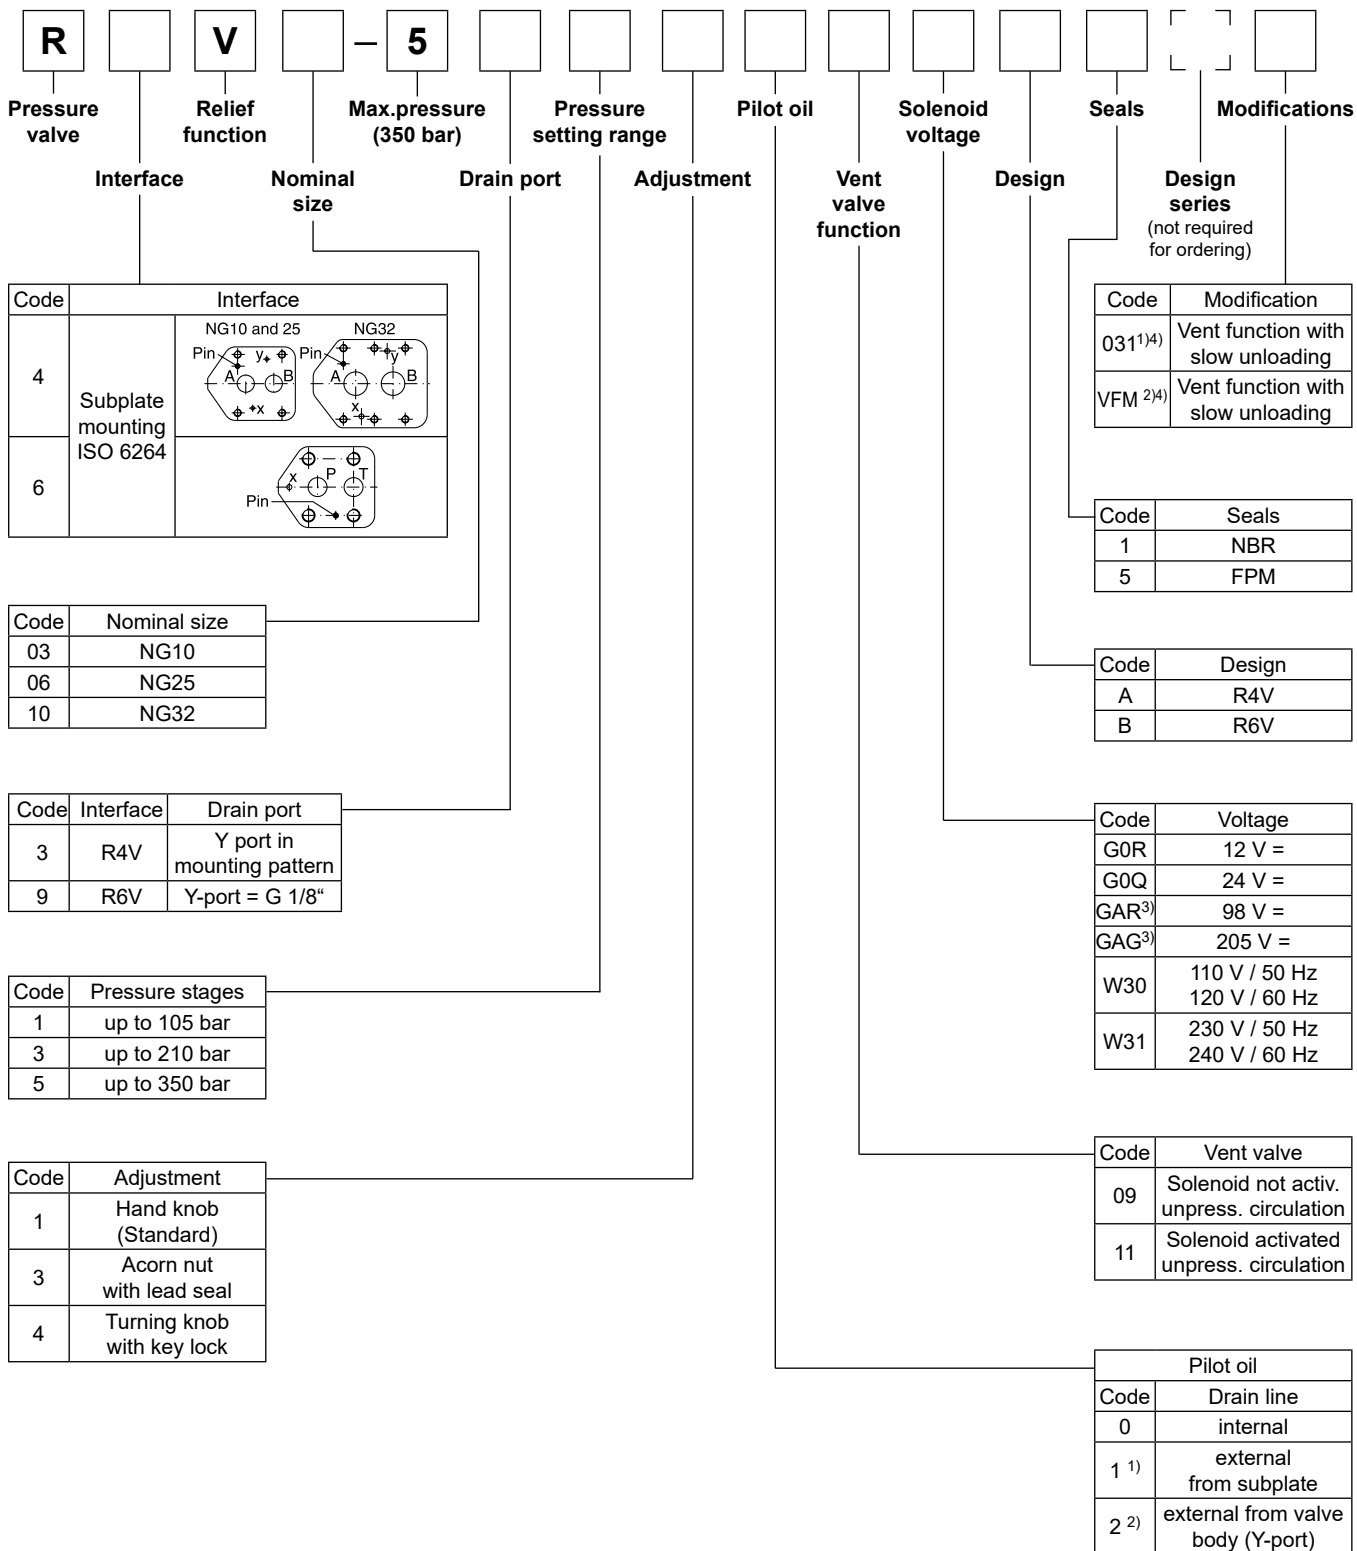 R V – 5
Pressure valve
Relief function
Max.pressure (350 bar)
Pressure setting range
Pilot oil
Solenoid voltage
Seals
Modifications
Interface
Nominal size
Drain port
Adjustment
Vent valve function
Design
Design series
(not required for ordering)
Code Interface
4
6
Subplate mounting ISO 6264
NG10 and 25 NG32
Pin y A B x
Pin y A B x
x P T
Pin
Code Nominal size
03 NG10
06 NG25
10 NG32
Code Interface Drain port
3 R4V Y port in mounting pattern
9 R6V Y-port = G 1/8“
Code Pressure stages
1 up to 105 bar
3 up to 210 bar
5 up to 350 bar
Code Adjustment
1 Hand knob (Standard)
3 Acorn nut with lead seal
4 Turning knob with key lock
Code Modification
031 1)4) Vent function with slow unloading
VFM 2)4) Vent function with slow unloading
Code Seals
1 NBR
5 FPM
Code Design
A R4V
B R6V
Code Voltage
G0R 12 V =
G0Q 24 V =
GAR 3) 98 V =
GAG 3) 205 V =
W30 110 V / 50 Hz
120 V / 60 Hz
W31 230 V / 50 Hz
240 V / 60 Hz
Code Vent valve
09 Solenoid not activ. unpress. circulation
11 Solenoid activated unpress. circulation
Pilot oil
Code Drain line
0 internal
1 1) external from subplate
2 2) external from valve body (Y-port)